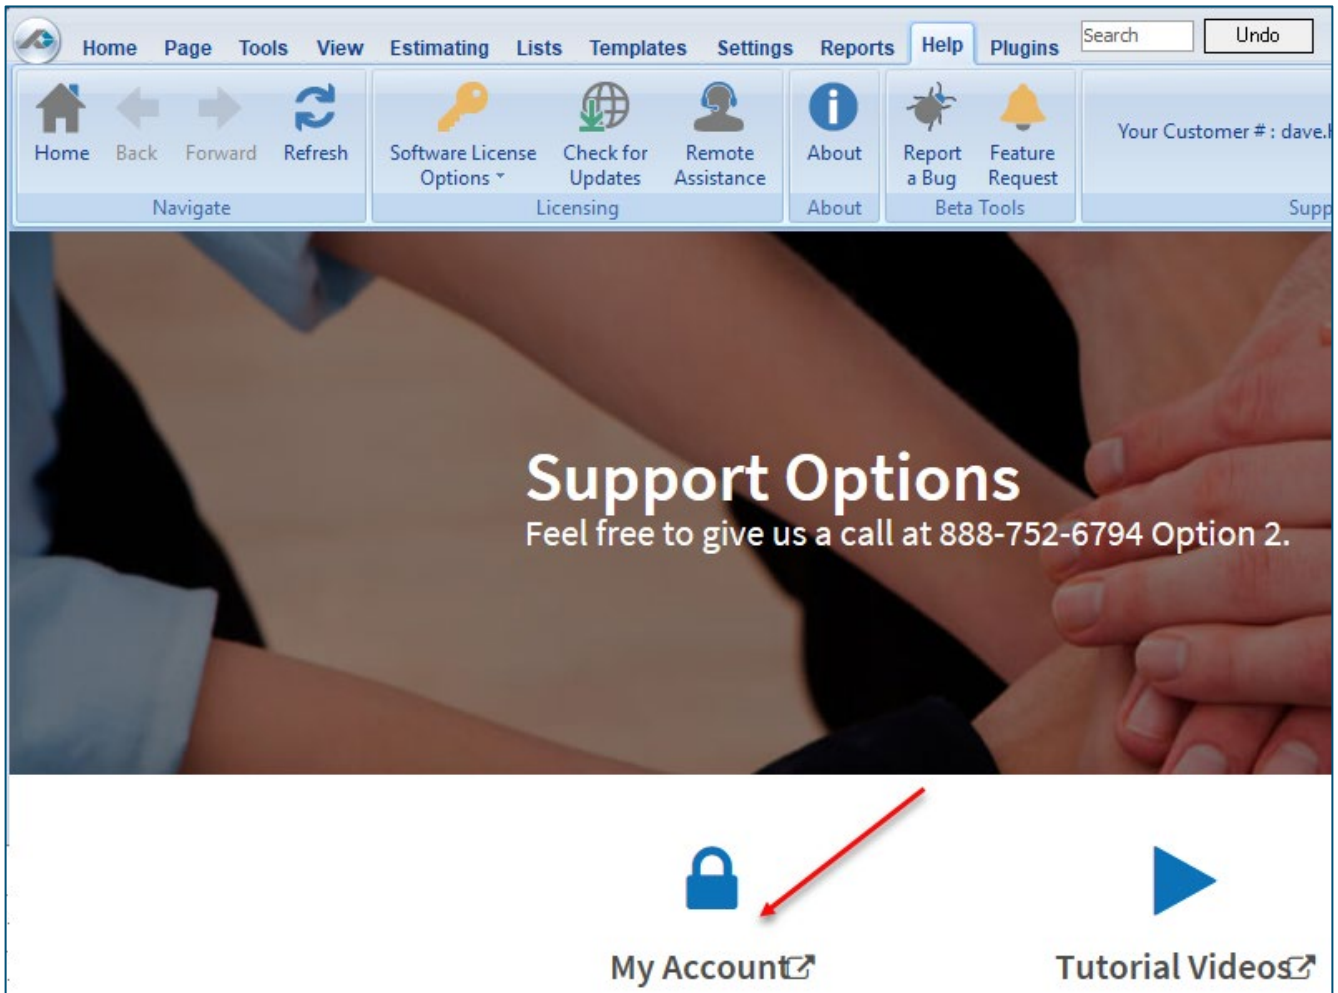 Home Page Tools View Estimating Lists Templates Settings Reports Help Plugins Search Undo
Home Back Forward Refresh Software License Options Check for Updates Remote Assistance About Report a Bug Feature Request Your Customer # : dave.
Navigate Licensing About Beta Tools Supp
Support Options
Feel free to give us a call at 888-752-6794 Option 2.
My Account Tutorial Videos